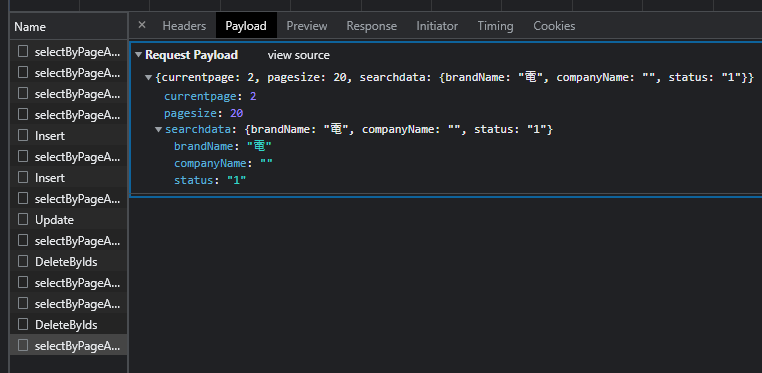 Name
selectByPageA...
selectByPageA...
selectByPageA...
selectByPageA...
Insert
selectByPageA...
Insert
selectByPageA...
Update
selectByPageA...
DeleteByIds
selectByPageA...
selectByPageA...
DeleteByIds
selectByPageA...
× Headers Payload Preview Response Initiator Timing Cookies
▼ Request Payload view source
▼ {currentpage: 2, pagesize: 20, searchdata: {brandName: "電", companyName: "", status: "1"}}
currentpage: 2
pagesize: 20
▼ searchdata: {brandName: "電", companyName: "", status: "1"}
brandName: "電"
companyName: ""
status: "1"